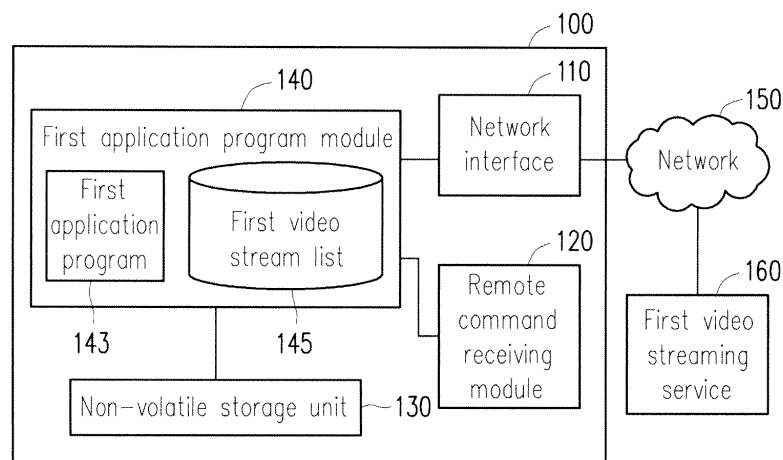 100
140
First application program module
First
application
program
143
First video
stream list
145
110
Network
interface
120
Remote
command
receiving
module
Non-volatile storage unit
130
150
Network
160
First video
streaming
service